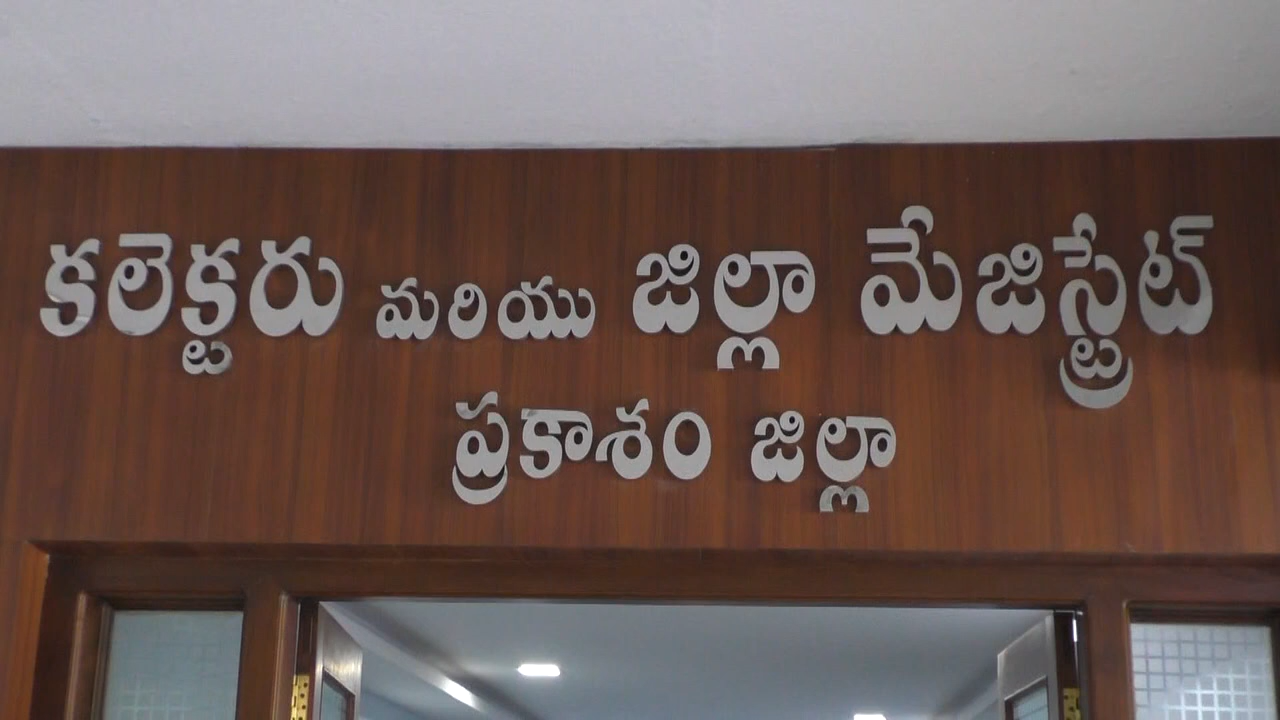 కలెక్టరు మరియు జిల్లా మేజిస్ట్రేట్
ప్రకాశం జిల్లా